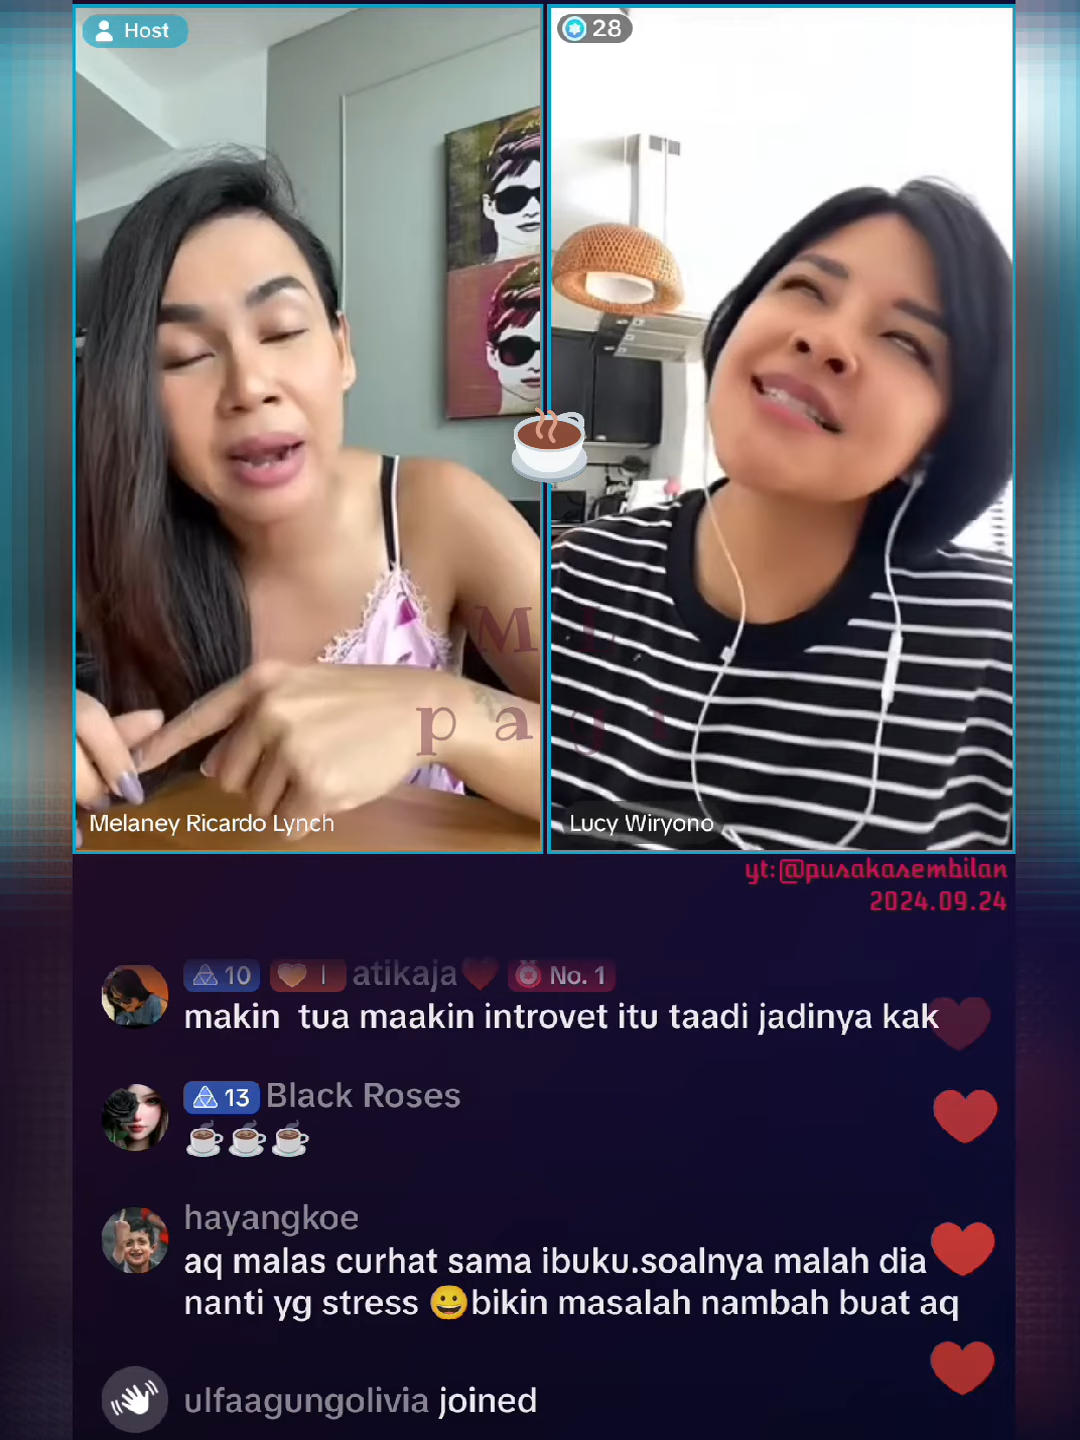 Host
28
M L
p a g i
Melaney Ricardo Lynch
Lucy Wiryono
yt:@pusakasembilan
2024.09.24
10 I atikaja No. 1
makin tua maakin introvet itu taadi jadinya kak
13 Black Roses
hayangkoe
aq malas curhat sama ibuku.soalnya malah dia
nanti yg stress 😀bikin masalah nambah buat aq
ulfaagungolivia joined